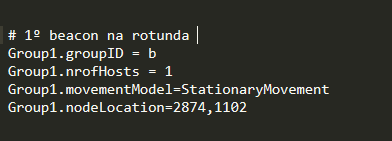 # 1º beacon na rotunda
Group1.groupID = b
Group1.nrofHosts = 1
Group1.movementModel=StationaryMovement
Group1.nodeLocation=2874,1102